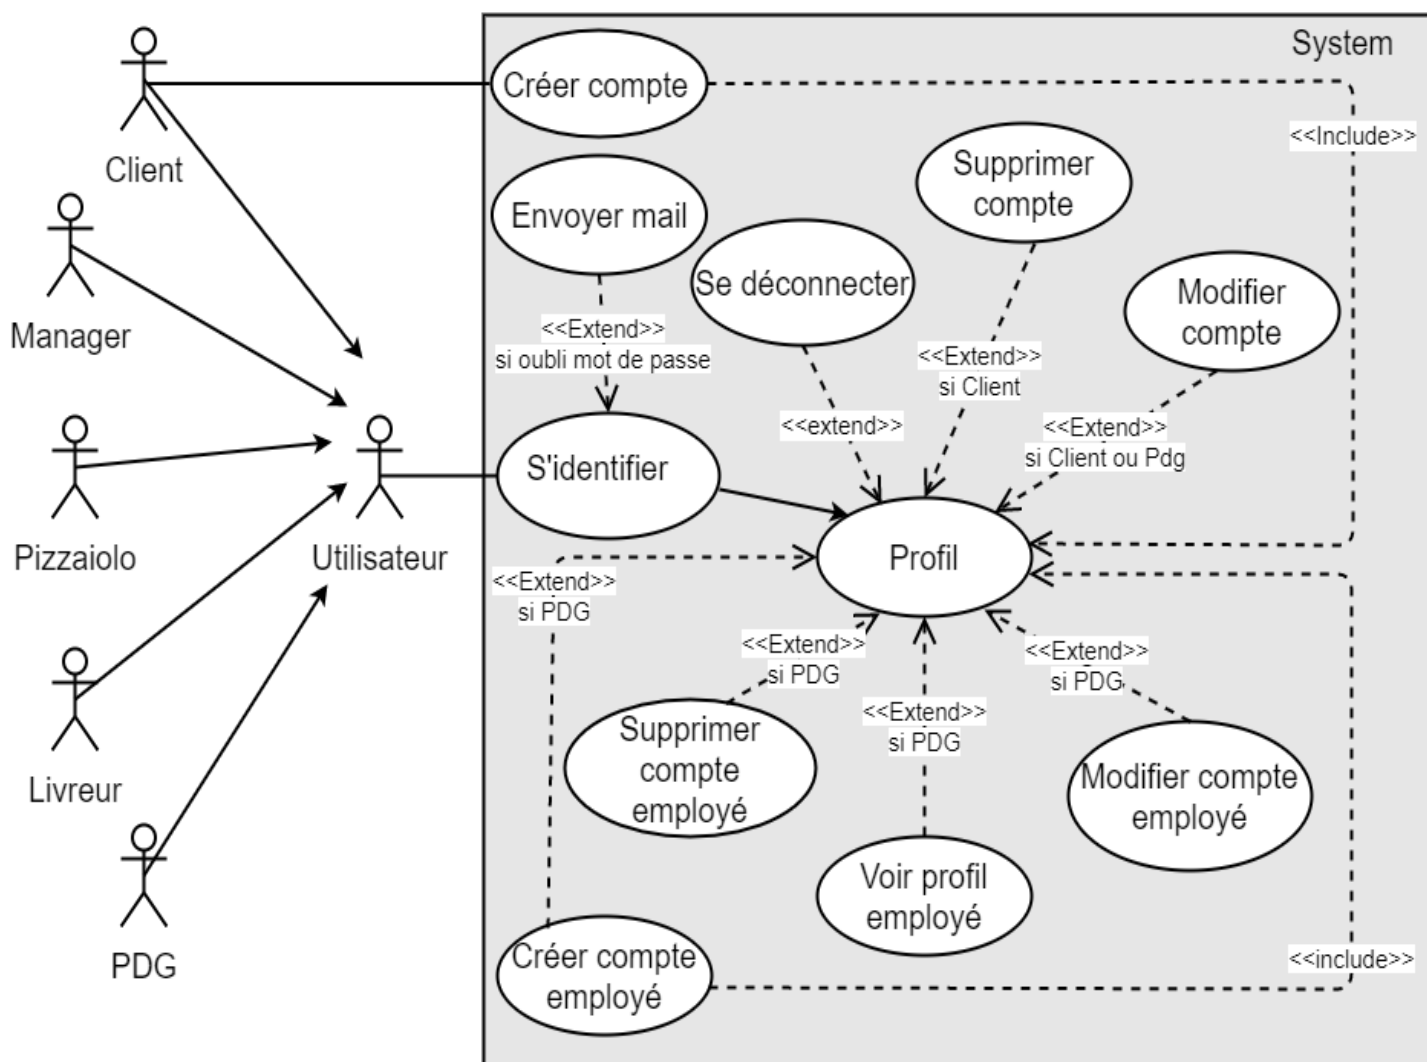 System
Créer compte
<<Include>>
Client
Supprimer
compte
Envoyer mail
Se déconnecter
Modifier
compte
Manager
<<Extend>>
si oubli mot de passe
<<Extend>>
si Client
<<extend>>
<<Extend>>
si Client ou Pdg
S'identifier
Pizzaiolo
Utilisateur
Profil
<<Extend>>
si PDG
<<Extend>>
si PDG
<<Extend>>
si PDG
<<Extend>>
si PDG
Supprimer
compte
employé
Modifier compte
employé
Livreur
Voir profil
employé
PDG
Créer compte
employé
<<include>>